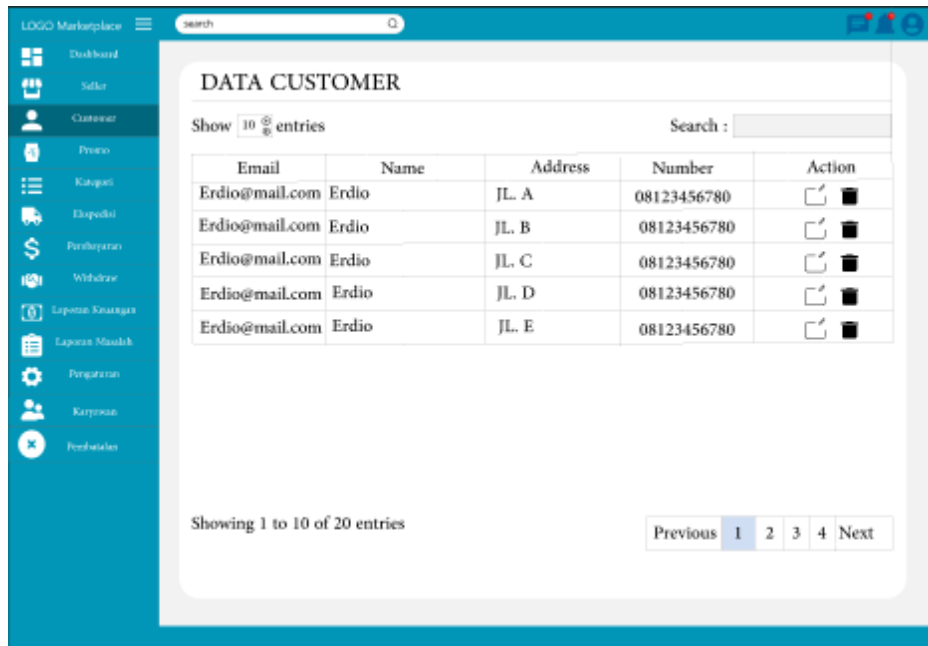 LOGO Marketplace
search
Dashboard
Seller
Customer
Promo
Kategori
Ekspedisi
Pembayaran
Withdraw
Laporan Keuangan
Laporan Masalah
Pengaturan
Karyawan
Pembatalan
DATA CUSTOMER
Show 10 entries
Search :
Email Name Address Number Action
Erdio@mail.com Erdio JL. A 08123456780
Erdio@mail.com Erdio JL. B 08123456780
Erdio@mail.com Erdio JL. C 08123456780
Erdio@mail.com Erdio JL. D 08123456780
Erdio@mail.com Erdio JL. E 08123456780
Showing 1 to 10 of 20 entries
Previous 1 2 3 4 Next